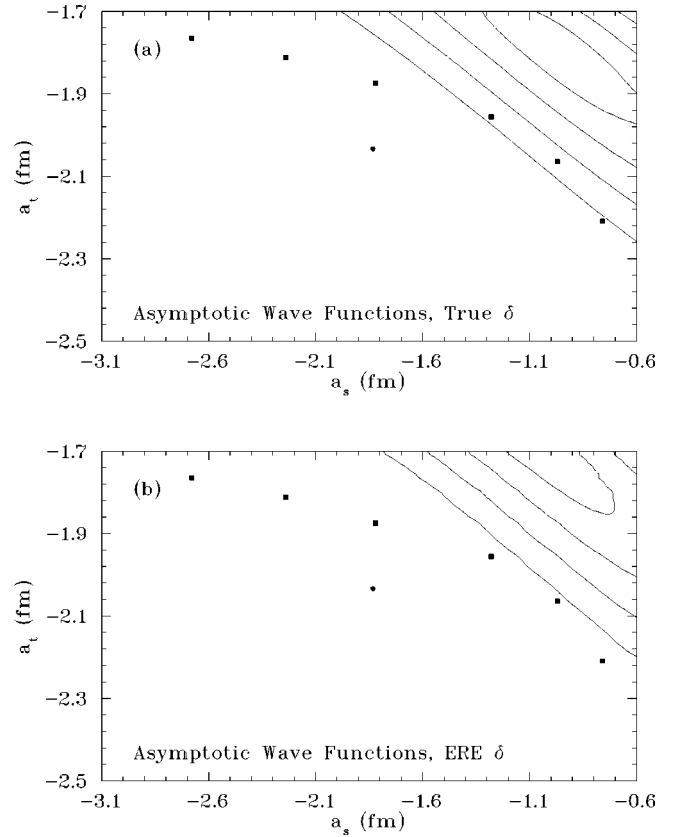 (a)
−1.7
−1.9
−2.1
−2.3
−2.5
a_t (fm)
Asymptotic Wave Functions, True δ
−3.1 −2.6 −2.1 −1.6 −1.1 −0.6
a_s (fm)
(b)
−1.7
−1.9
−2.1
−2.3
−2.5
a_t (fm)
Asymptotic Wave Functions, ERE δ
−3.1 −2.6 −2.1 −1.6 −1.1 −0.6
a_s (fm)